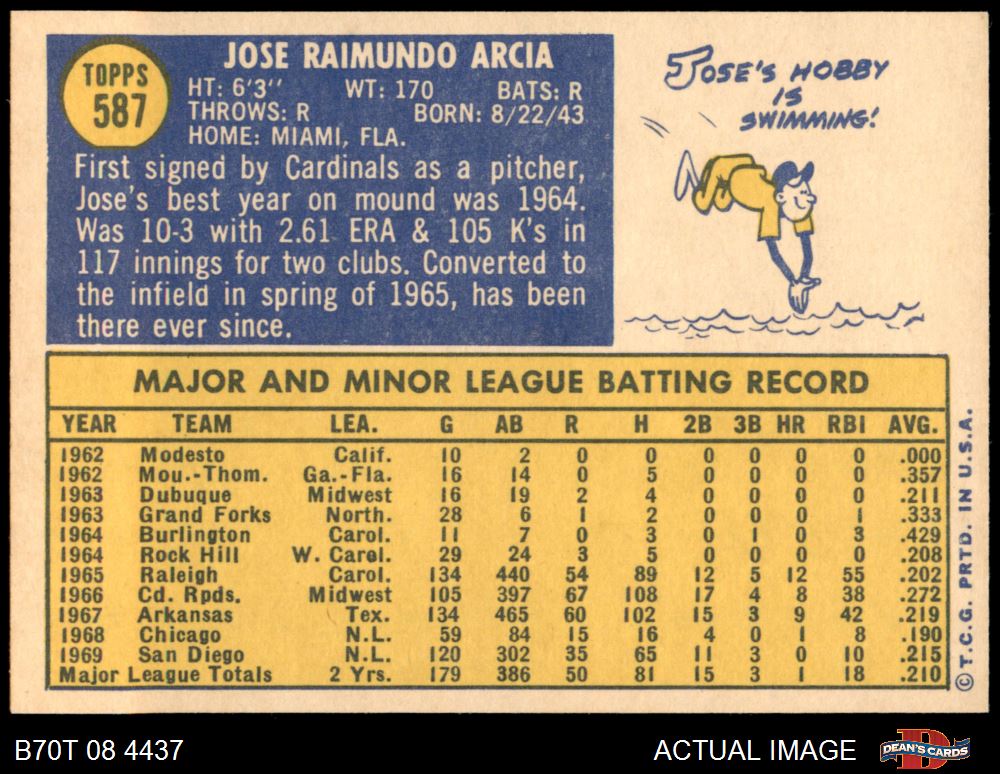 TOPPS
587
JOSE RAIMUNDO ARCIA
HT: 6'3'' WT: 170 BATS: R
THROWS: R BORN: 8/22/43
HOME: MIAMI, FLA.
First signed by Cardinals as a pitcher,
Jose's best year on mound was 1964.
Was 10-3 with 2.61 ERA & 105 K's in
117 innings for two clubs. Converted to
the infield in spring of 1965, has been
there ever since.
JOSE'S HOBBY
IS
SWIMMING!
MAJOR AND MINOR LEAGUE BATTING RECORD
YEAR TEAM LEA. G AB R H 2B 3B HR RBI AVG.
1962 Modesto Calif. 10 2 0 0 0 0 0 0 .000
1962 Mou.-Thom. Ga.-Fla. 16 14 0 5 0 0 0 0 .357
1963 Dubuque Midwest 16 19 2 4 0 0 0 0 .211
1963 Grand Forks North. 28 6 1 2 0 0 0 1 .333
1964 Burlington Carol. 11 7 0 3 0 1 0 3 .429
1964 Rock Hill W. Carol. 29 24 3 5 0 0 0 0 .208
1965 Raleigh Carol. 134 440 54 89 12 5 12 55 .202
1966 Cd. Rpds. Midwest 105 397 67 108 17 4 8 38 .272
1967 Arkansas Tex. 134 465 60 102 15 3 9 42 .219
1968 Chicago N.L. 59 84 15 16 4 0 1 8 .190
1969 San Diego N.L. 120 302 35 65 11 3 0 10 .215
Major League Totals 2 Yrs. 179 386 50 81 15 3 1 18 .210
© T.C.G. PRTD. IN U.S.A.
B70T 08 4437
ACTUAL IMAGE
DEAN'S CARDS